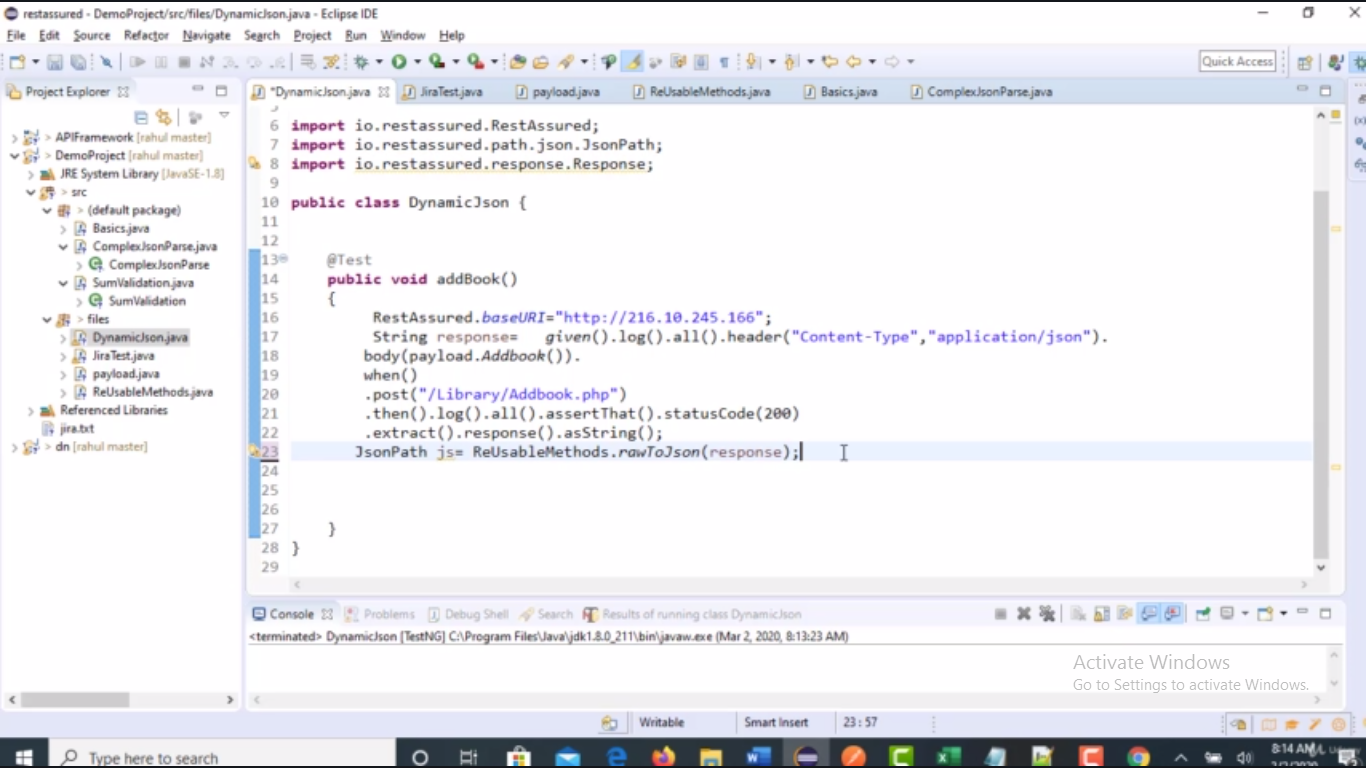 restassured - DemoProject/src/files/DynamicJson.java - Eclipse IDE
File Edit Source Refactor Navigate Search Project Run Window Help
Quick Access
Project Explorer
*DynamicJson.java JiraTest.java payload.java ReUsableMethods.java Basics.java ComplexJsonParse.java
> APIFramework [rahul master]
> DemoProject [rahul master]
JRE System Library [JavaSE-1.8]
> src
> (default package)
Basics.java
ComplexJsonParse.java
ComplexJsonParse
SumValidation.java
SumValidation
> files
DynamicJson.java
JiraTest.java
payload.java
ReUsableMethods.java
Referenced Libraries
jira.txt
> dn [rahul master]
6 import io.restassured.RestAssured;
7 import io.restassured.path.json.JsonPath;
8 import io.restassured.response.Response;
9
10 public class DynamicJson {
11
12
13 @Test
14 public void addBook()
15 {
16 RestAssured.baseURI="http://216.10.245.166";
17 String response= given().log().all().header("Content-Type","application/json").
18 body(payload.Addbook()).
19 when()
20 .post("/Library/Addbook.php")
21 .then().log().all().assertThat().statusCode(200)
22 .extract().response().asString();
23 JsonPath js= ReUsableMethods.rawToJson(response);
24
25
26
27 }
28 }
29
Console Problems Debug Shell Search Results of running class DynamicJson
<terminated> DynamicJson [TestNG] C:\Program Files\Java\jdk1.8.0_211\bin\javaw.exe (Mar 2, 2020, 8:13:23 AM)
Activate Windows
Go to Settings to activate Windows.
Writable Smart Insert 23 : 57
Type here to search
8:14 AM